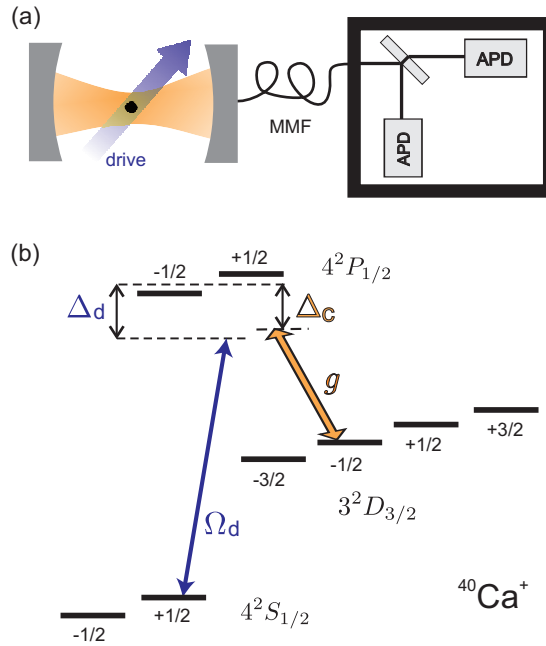 (a)
drive
MMF
APD
APD
(b)
-1/2
+1/2
4²P₁/₂
Δd
Δc
g
Ωd
-3/2
-1/2
+1/2
+3/2
3²D₃/₂
-1/2
+1/2
4²S₁/₂
⁴⁰Ca⁺